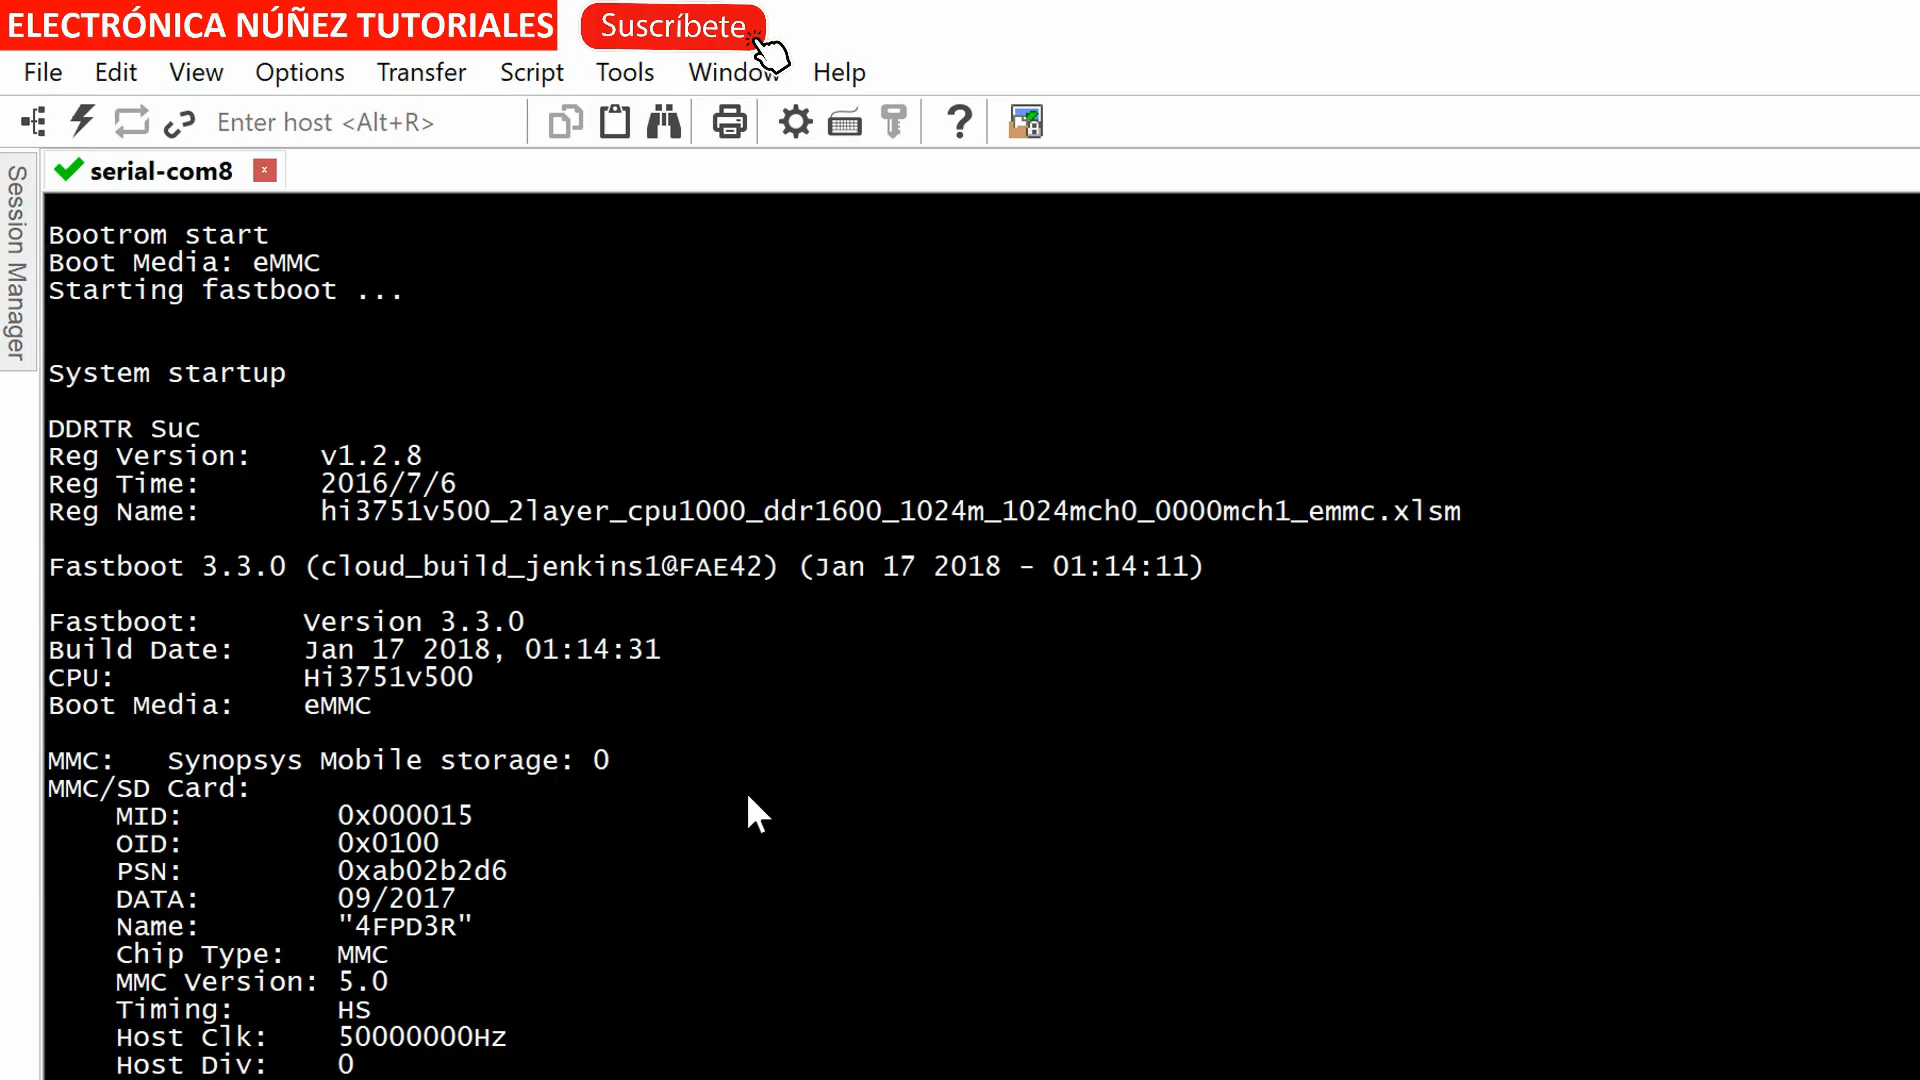 ELECTRÓNICA NÚÑEZ TUTORIALES
Suscríbete
File Edit View Options Transfer Script Tools Window Help
Enter host <Alt+R>
Session Manager
serial-com8
Bootrom start
Boot Media: eMMC
Starting fastboot ...
System startup
DDRTR Suc
Reg Version: v1.2.8
Reg Time: 2016/7/6
Reg Name: hi3751v500_2layer_cpu1000_ddr1600_1024m_1024mch0_0000mch1_emmc.xlsm
Fastboot 3.3.0 (cloud_build_jenkins1@FAE42) (Jan 17 2018 - 01:14:11)
Fastboot: Version 3.3.0
Build Date: Jan 17 2018, 01:14:31
CPU: Hi3751v500
Boot Media: eMMC
MMC: Synopsys Mobile storage: 0
MMC/SD Card:
MID: 0x000015
OID: 0x0100
PSN: 0xab02b2d6
DATA: 09/2017
Name: "4FPD3R"
Chip Type: MMC
MMC Version: 5.0
Timing: HS
Host Clk: 50000000Hz
Host Div: 0